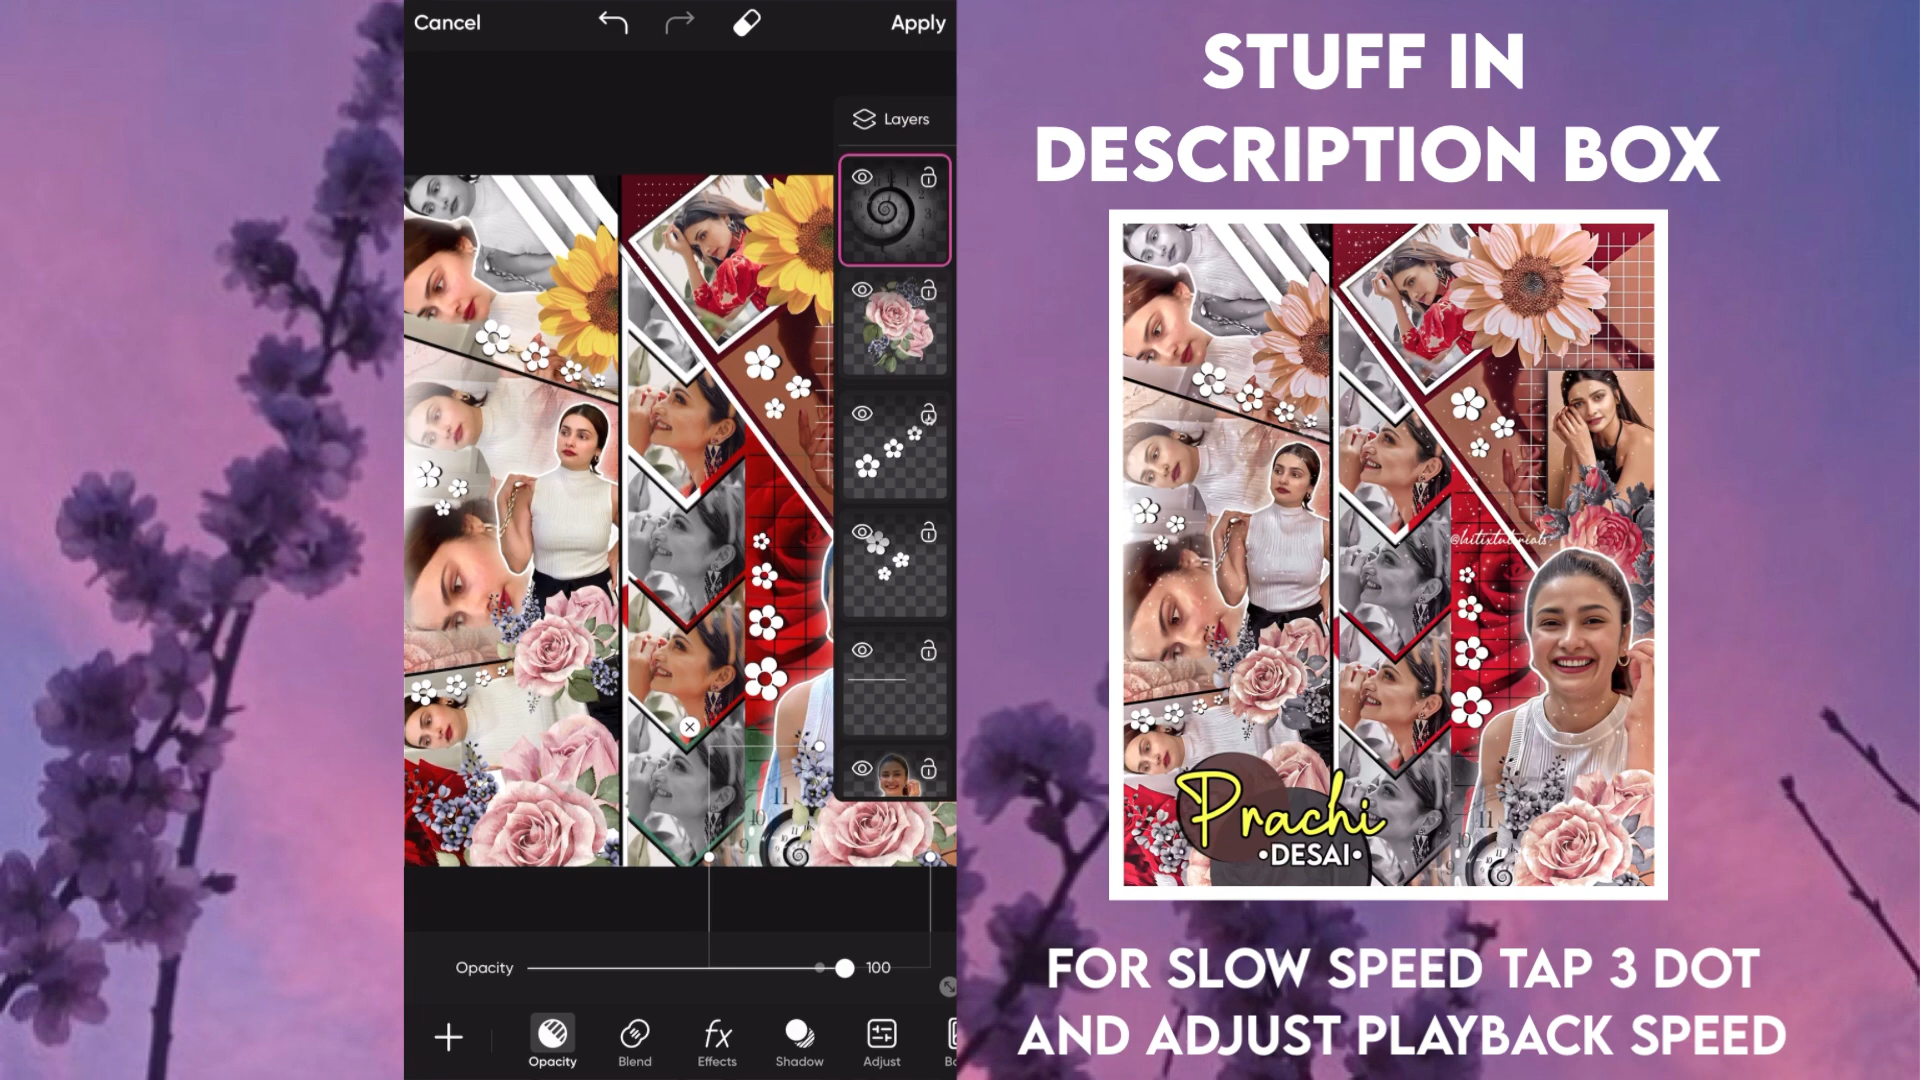 Cancel
Apply
Layers
Opacity
100
Opacity
Blend
Effects
Shadow
Adjust
STUFF IN
DESCRIPTION BOX
Prachi
•DESAI•
FOR SLOW SPEED TAP 3 DOT
AND ADJUST PLAYBACK SPEED